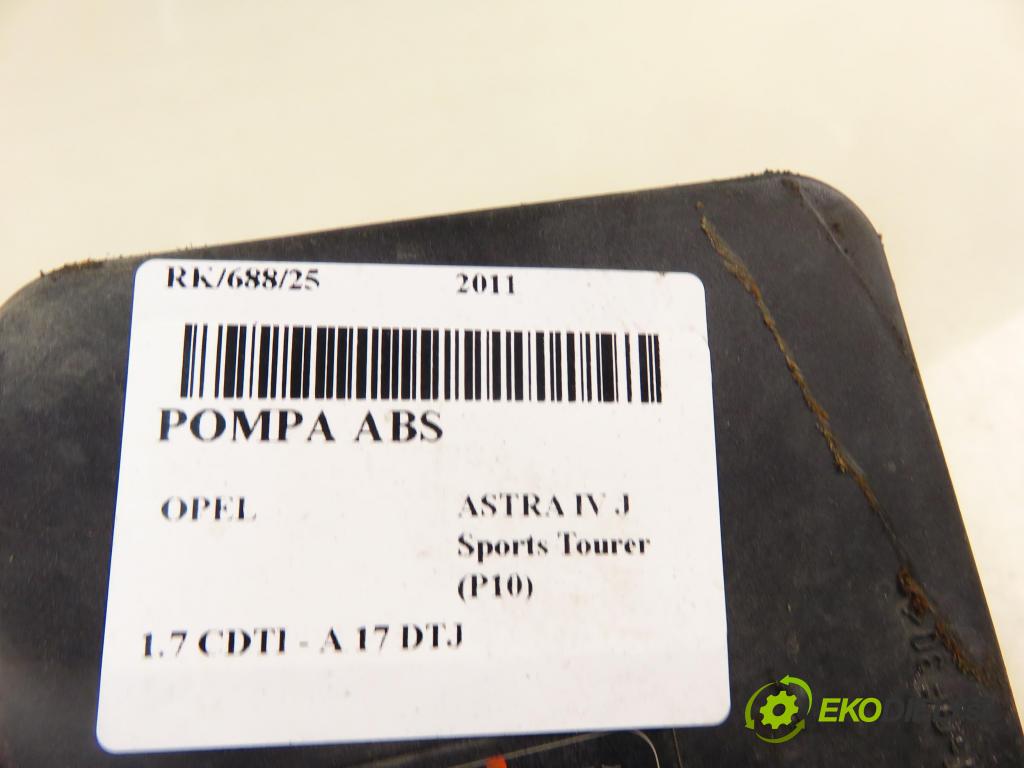 RK/688/25 2011
POMPA ABS
OPEL ASTRA IV J
Sports Tourer
(P10)
1.7 CDTI - A 17 DTJ
EKO